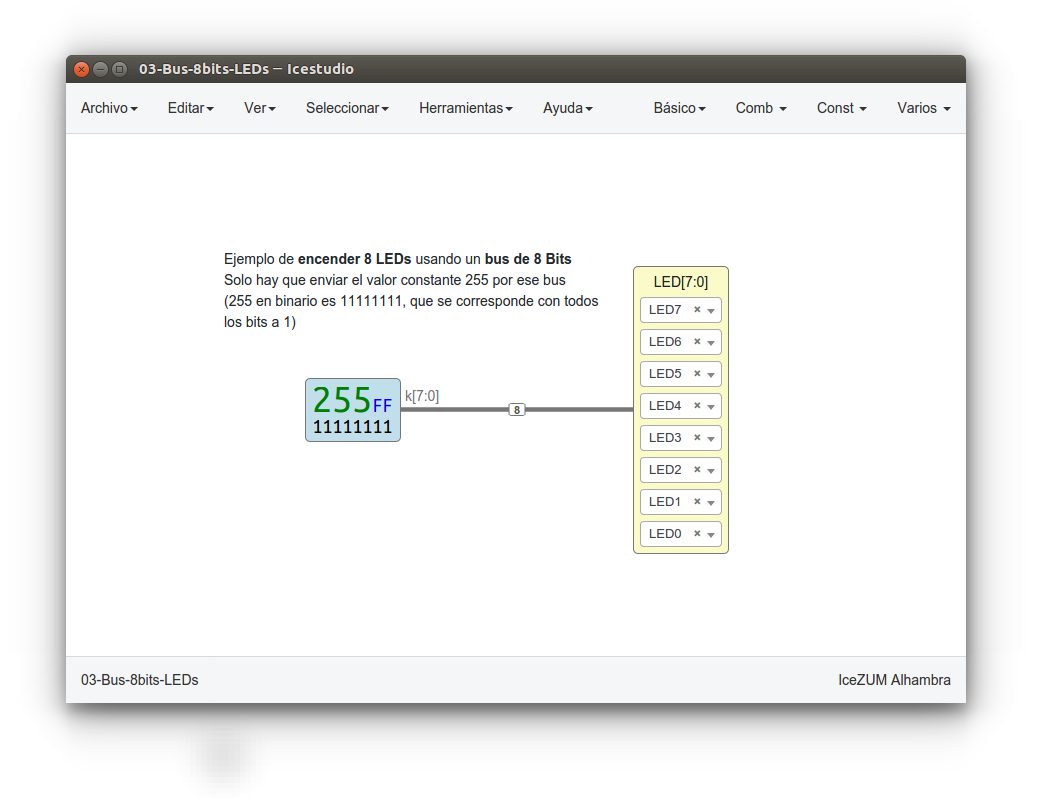 03-Bus-8bits-LEDs — Icestudio
Archivo Editar Ver Seleccionar Herramientas Ayuda Básico Comb Const Varios
Ejemplo de encender 8 LEDs usando un bus de 8 Bits
Solo hay que enviar el valor constante 255 por ese bus
(255 en binario es 11111111, que se corresponde con todos
los bits a 1)
255FF
11111111
k[7:0]
8
LED[7:0]
LED7
LED6
LED5
LED4
LED3
LED2
LED1
LED0
03-Bus-8bits-LEDs
IceZUM Alhambra